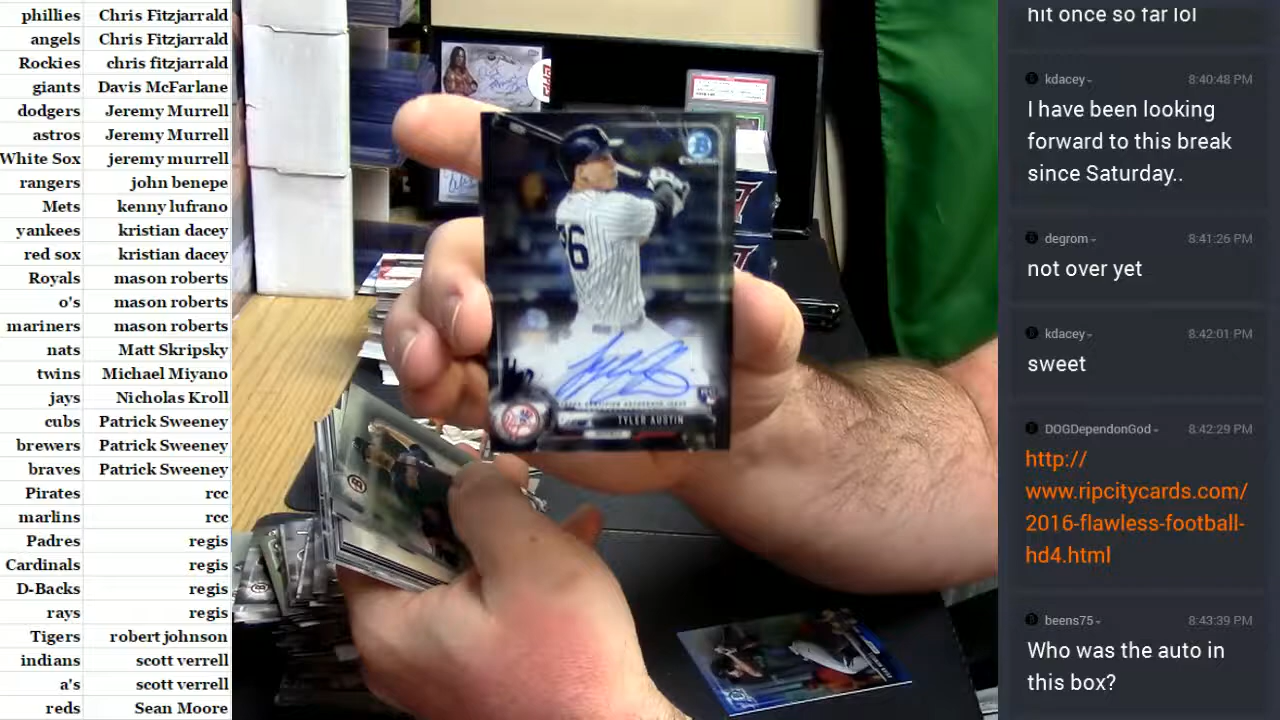 phillies Chris Fitzjarrald
angels Chris Fitzjarrald
Rockies chris fitzjarrald
giants Davis McFarlane
dodgers Jeremy Murrell
astros Jeremy Murrell
White Sox jeremy murrell
rangers john benepe
Mets kenny lufrano
yankees kristian dacey
red sox kristian dacey
Royals mason roberts
o's mason roberts
mariners mason roberts
nats Matt Skripsky
twins Michael Miyano
jays Nicholas Kroll
cubs Patrick Sweeney
brewers Patrick Sweeney
braves Patrick Sweeney
Pirates rcc
marlins rcc
Padres regis
Cardinals regis
D-Backs regis
rays regis
Tigers robert johnson
indians scott verrell
a's scott verrell
reds Sean Moore
26
TYLER AUSTIN
hit once so far lol
kdacey 8:40:48 PM
I have been looking
forward to this break
since Saturday..
degrom 8:41:26 PM
not over yet
kdacey 8:42:01 PM
sweet
DOGDependonGod 8:42:29 PM
http://
www.ripcitycards.com/
2016-flawless-football-
hd4.html
beens75 8:43:39 PM
Who was the auto in
this box?